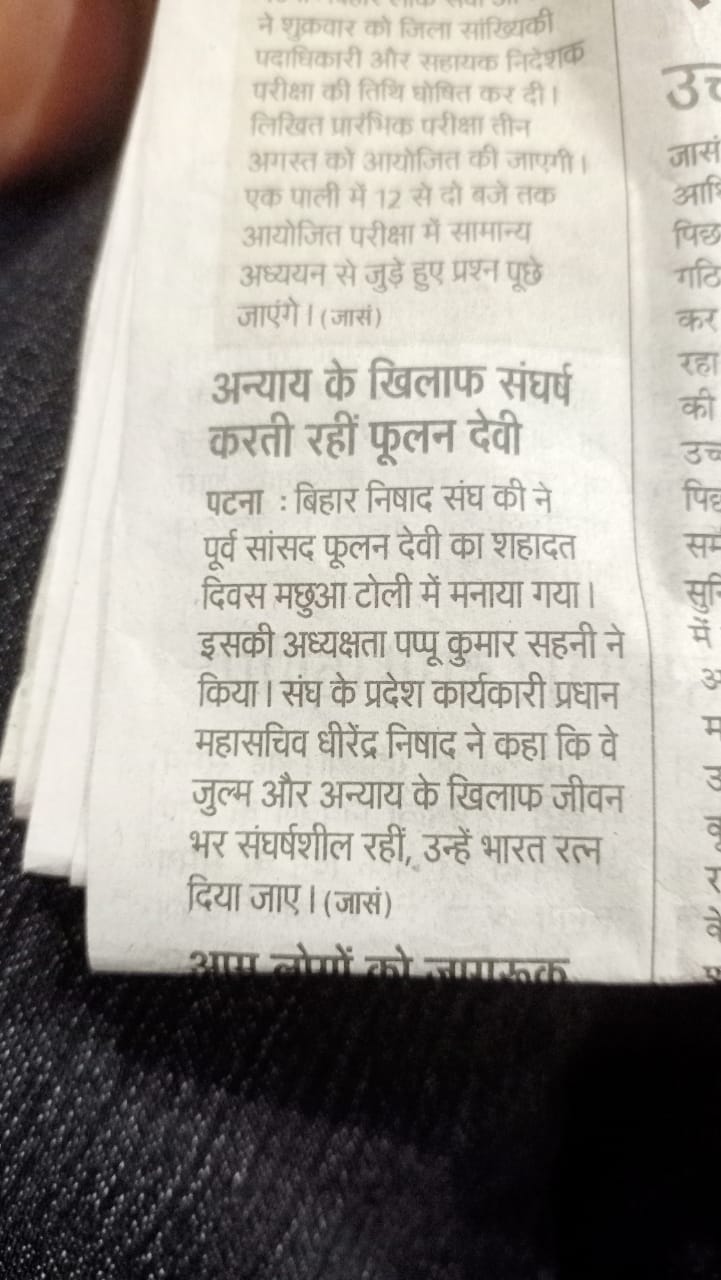 ने शुक्रवार को जिला सांख्यिकी
पदाधिकारी और सहायक निदेशक
परीक्षा की तिथि घोषित कर दी।
लिखित प्रारंभिक परीक्षा तीन
अगस्त को आयोजित की जाएगी।
एक पाली में 12 से दो बजे तक
आयोजित परीक्षा में सामान्य
अध्ययन से जुड़े हुए प्रश्न पूछे
जाएंगे। (जासं)
अन्याय के खिलाफ संघर्ष
करती रहीं फूलन देवी
पटना : बिहार निषाद संघ की ने
पूर्व सांसद फूलन देवी का शहादत
दिवस मछुआ टोली में मनाया गया।
इसकी अध्यक्षता पप्पू कुमार सहनी ने
किया। संघ के प्रदेश कार्यकारी प्रधान
महासचिव धीरेंद्र निषाद ने कहा कि वे
जुल्म और अन्याय के खिलाफ जीवन
भर संघर्षशील रहीं, उन्हें भारत रत्न
दिया जाए। (जासं)
आम लोगों को जागरूक
जासं
कर
रहा
की
में